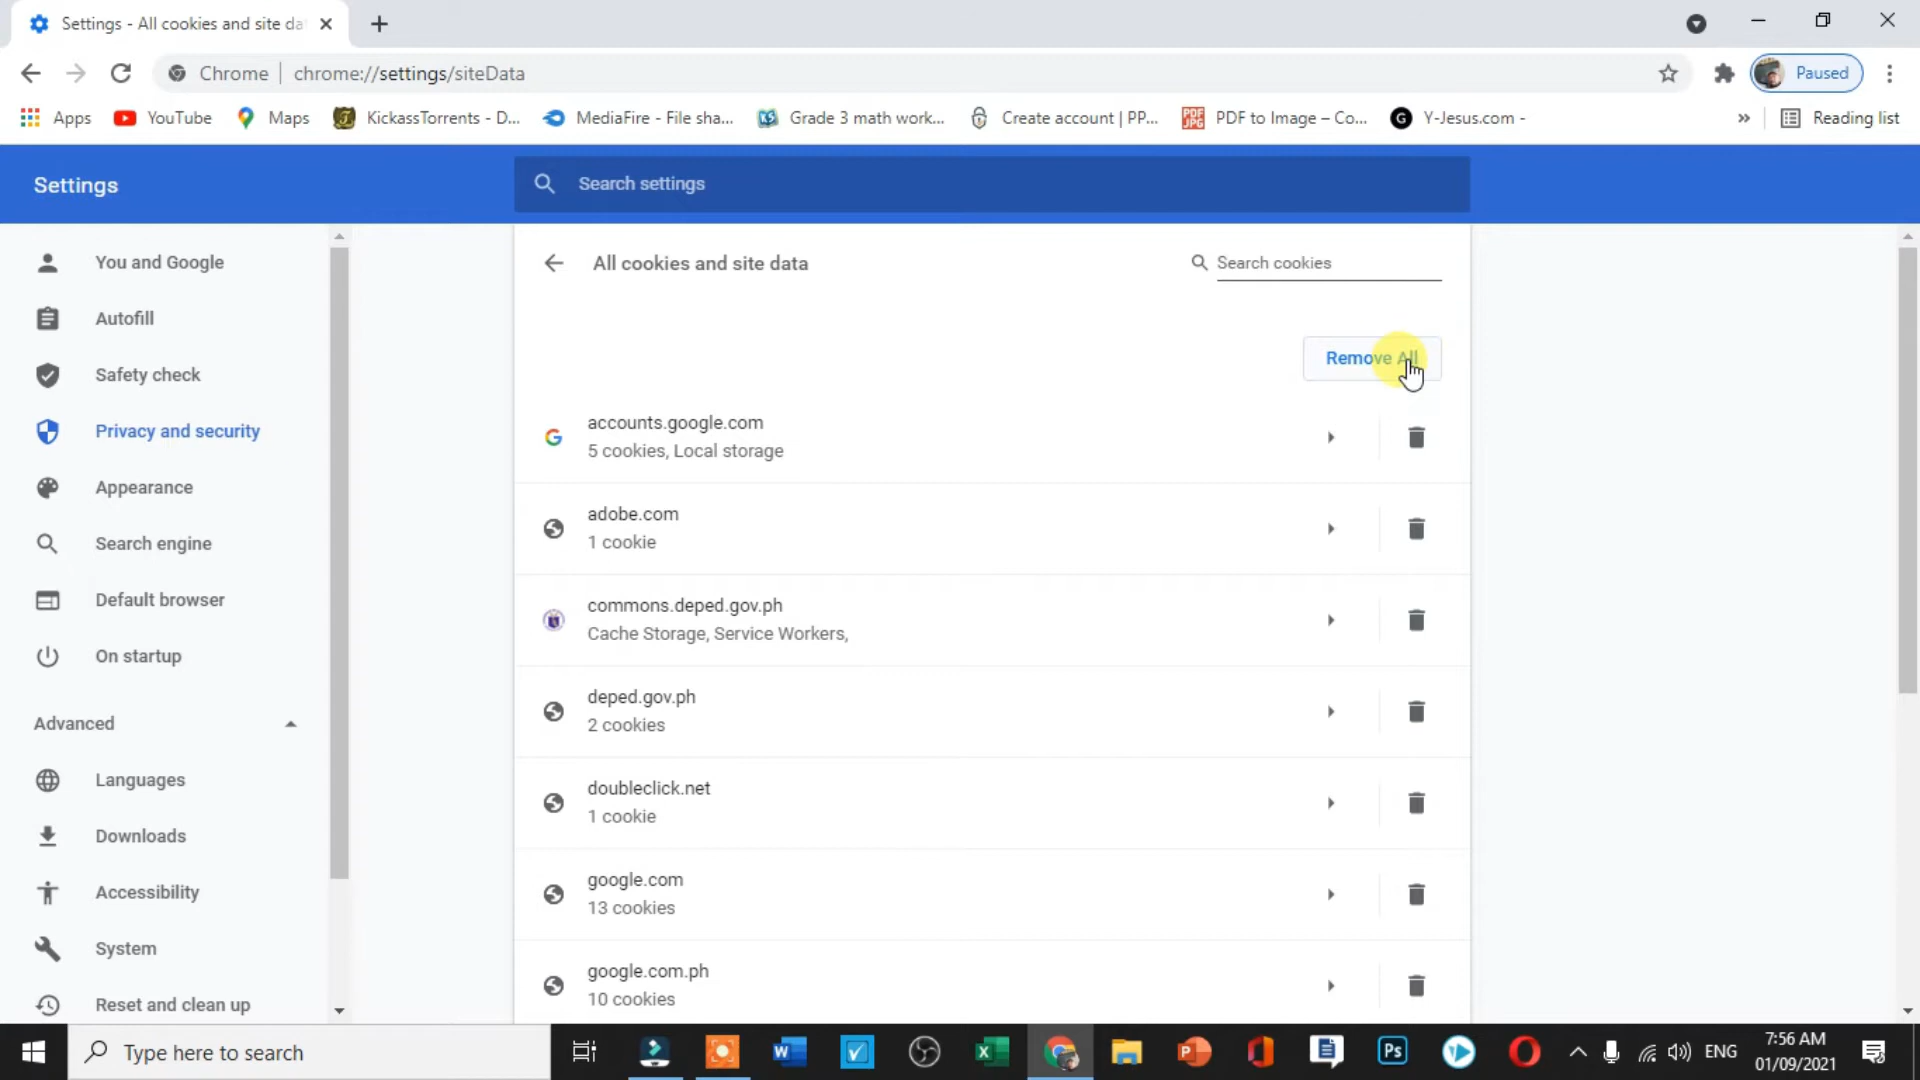 Settings - All cookies and site da
Chrome | chrome://settings/siteData
Paused
Apps
YouTube
Maps
KickassTorrents - D...
MediaFire - File sha...
Grade 3 math work...
Create account | PP...
PDF to Image – Co...
Y-Jesus.com -
»
Reading list
Settings
Search settings
You and Google
Autofill
Safety check
Privacy and security
Appearance
Search engine
Default browser
On startup
Advanced
Languages
Downloads
Accessibility
System
Reset and clean up
All cookies and site data
Search cookies
Remove All
accounts.google.com
5 cookies, Local storage
adobe.com
1 cookie
commons.deped.gov.ph
Cache Storage, Service Workers,
deped.gov.ph
2 cookies
doubleclick.net
1 cookie
google.com
13 cookies
google.com.ph
10 cookies
Type here to search
Ps
ENG
7:56 AM
01/09/2021